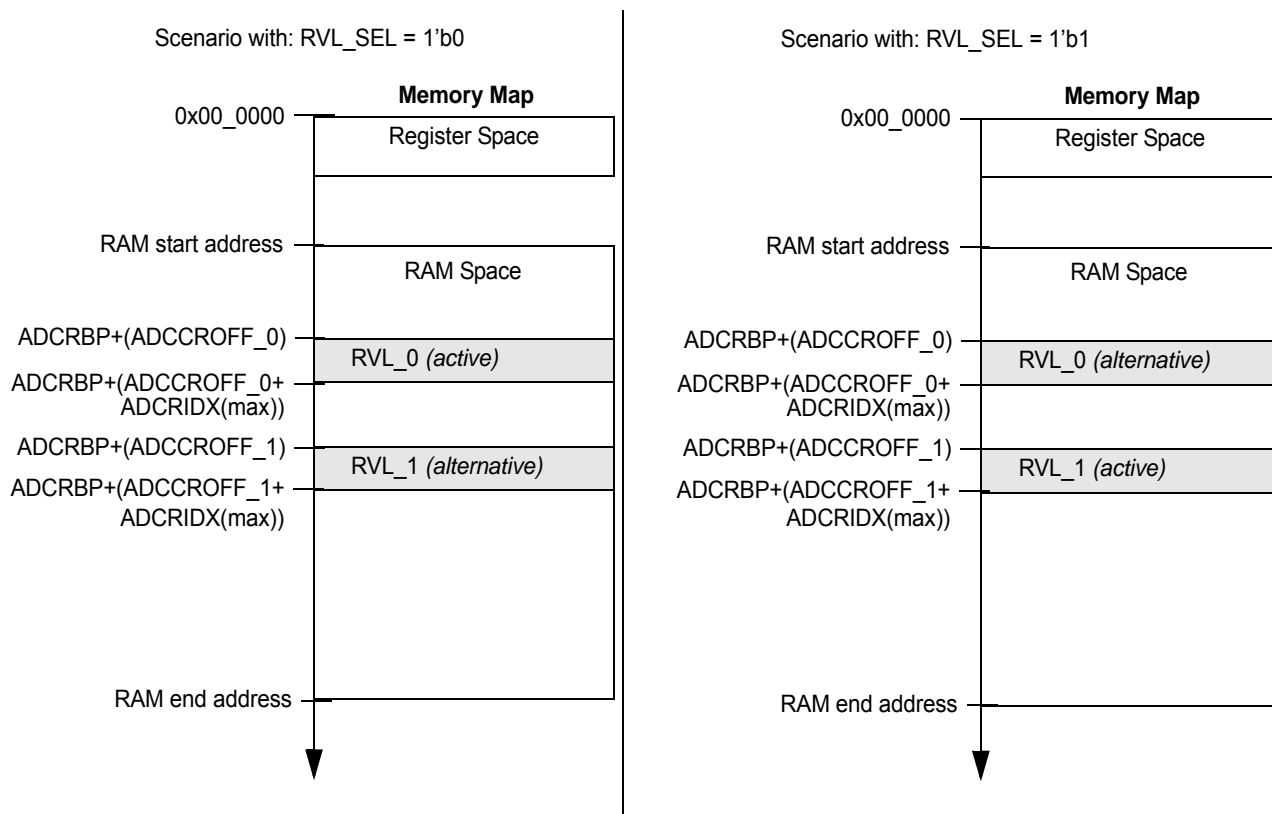 Scenario with: RVL_SEL = 1'b0
Memory Map
0x00_0000
Register Space
RAM start address
RAM Space
ADCRBP+(ADCCROFF_0)
RVL_0 (active)
ADCRBP+(ADCCROFF_0+
ADCRIDX(max))
ADCRBP+(ADCCROFF_1)
RVL_1 (alternative)
ADCRBP+(ADCCROFF_1+
ADCRIDX(max))
RAM end address
Scenario with: RVL_SEL = 1'b1
Memory Map
0x00_0000
Register Space
RAM start address
RAM Space
ADCRBP+(ADCCROFF_0)
RVL_0 (alternative)
ADCRBP+(ADCCROFF_0+
ADCRIDX(max))
ADCRBP+(ADCCROFF_1)
RVL_1 (active)
ADCRBP+(ADCCROFF_1+
ADCRIDX(max))
RAM end address